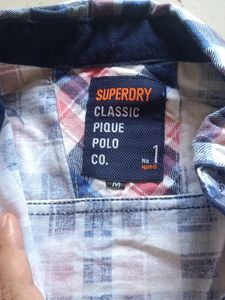 SUPERDRY
CLASSIC
PIQUE
POLO
CO. No. 1
M